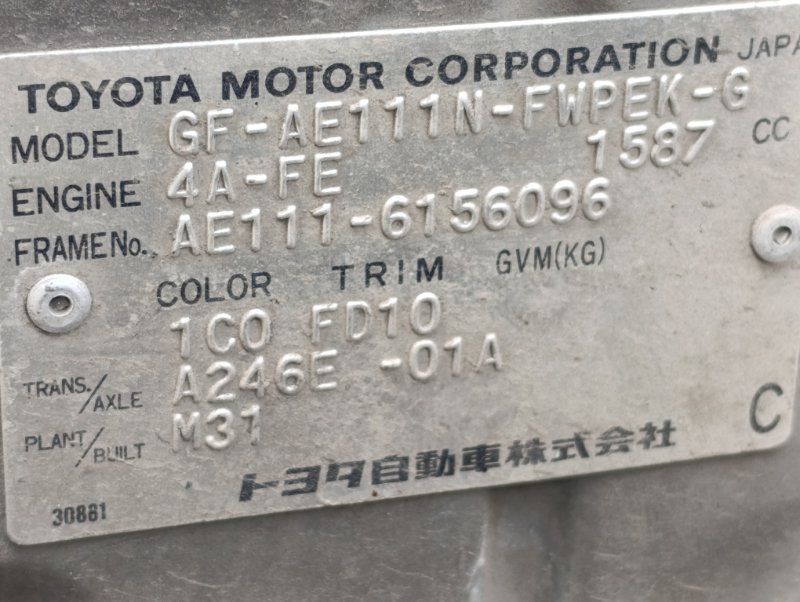 TOYOTA MOTOR CORPORATION JAPA
MODEL GF-AE111N-FWPEK-G
ENGINE 4A-FE 1587 CC
FRAME No. AE111-6156096
COLOR TRIM GVM(KG)
1C0 FD10
TRANS./AXLE A246E -01A
PLANT/BUILT M31
C
トヨタ自動車株式会社
30881